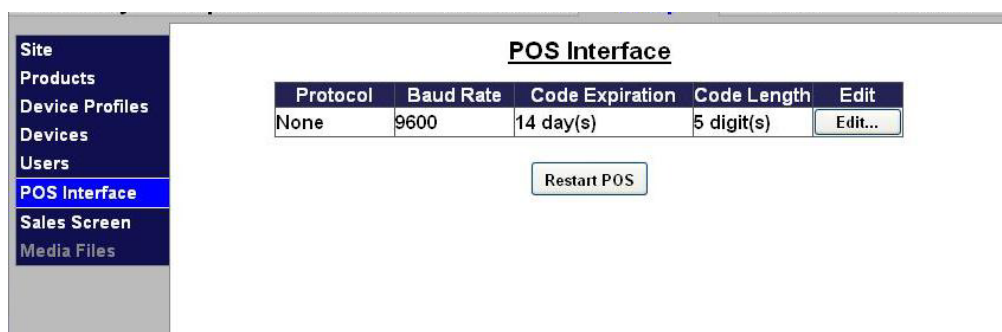 Site
Products
Device Profiles
Devices
Users
POS Interface
Sales Screen
Media Files
POS Interface
Protocol Baud Rate Code Expiration Code Length Edit
None 9600 14 day(s) 5 digit(s) Edit...
Restart POS